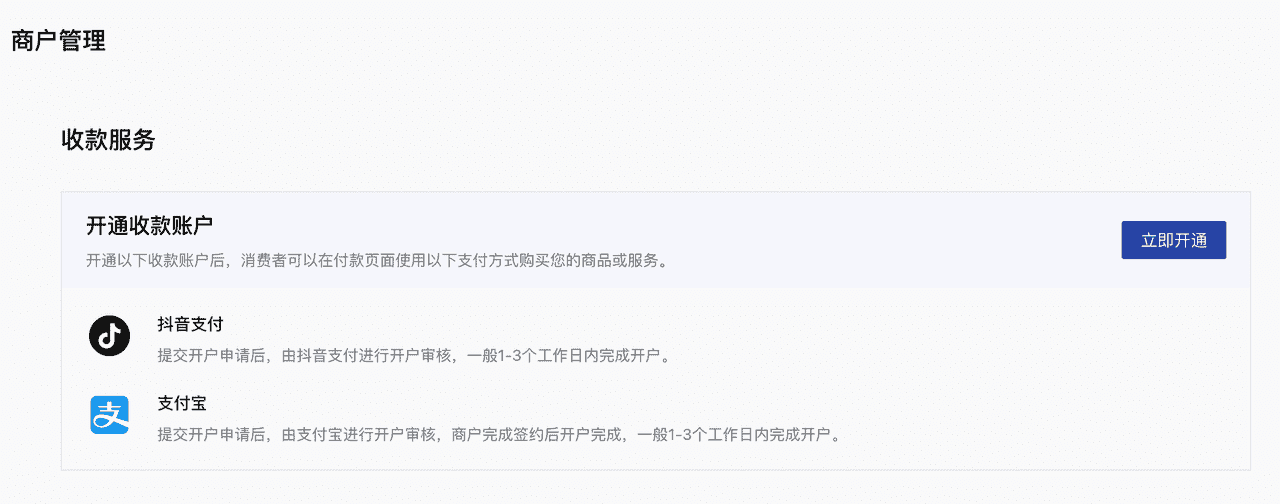 商户管理
收款服务
开通收款账户
立即开通
开通以下收款账户后，消费者可以在付款页面使用以下支付方式购买您的商品或服务。
抖音支付
提交开户申请后，由抖音支付进行开户审核，一般1-3个工作日内完成开户。
支
支付宝
提交开户申请后，由支付宝进行开户审核，商户完成签约后开户完成，一般1-3个工作日内完成开户。